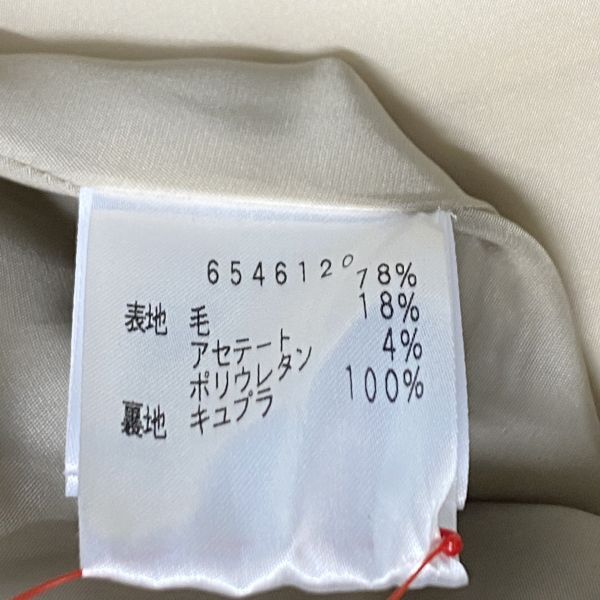 6546120
表地 毛 78%
アセテート 18%
ポリウレタン 4%
裏地 キュプラ 100%